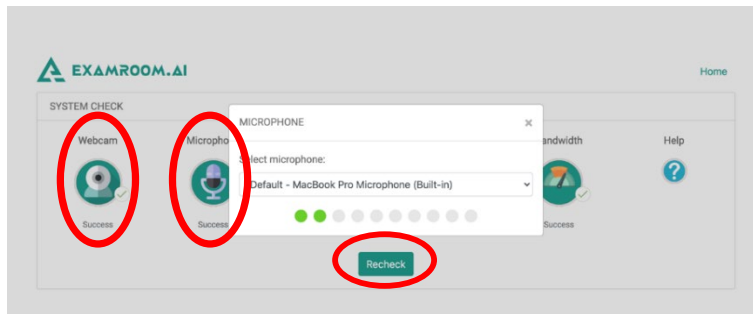 EXAMROOM.AI
Home
SYSTEM CHECK
MICROPHONE ×
Webcam
Micropho
andwidth
Help
Select microphone:
Default - MacBook Pro Microphone (Built-in)
?
Success
Success
Success
Recheck